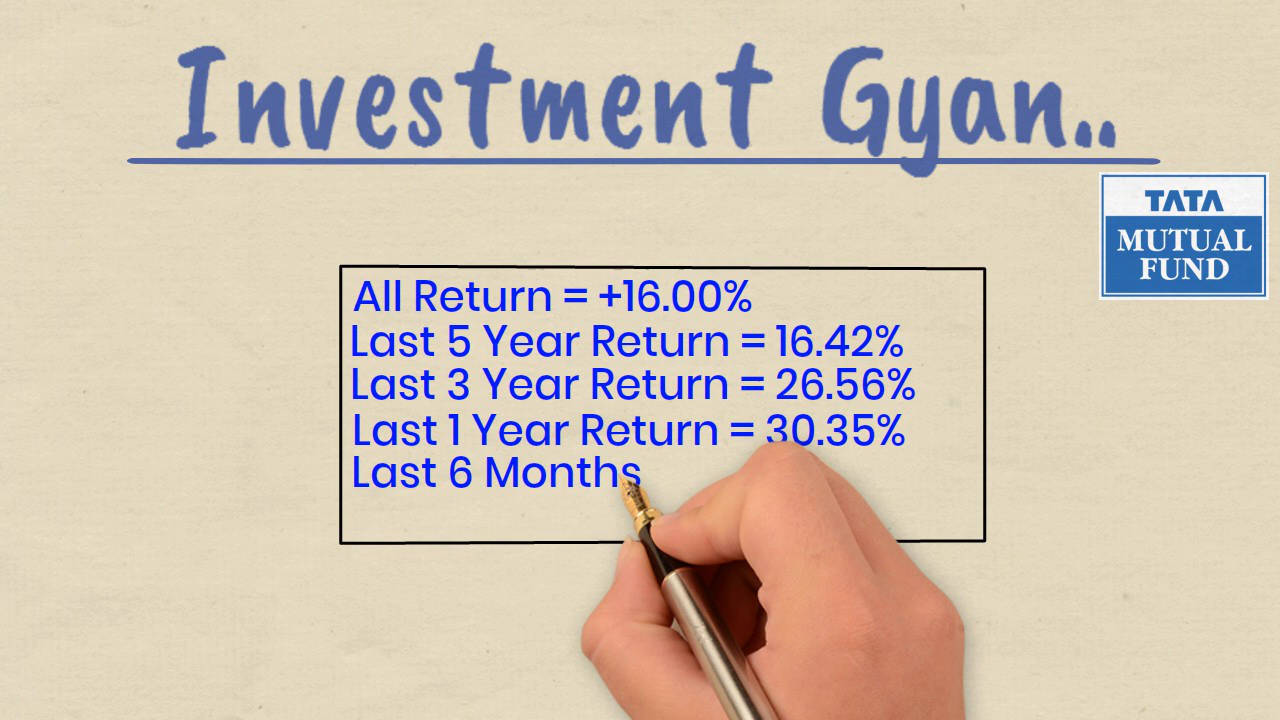 Investment Gyan..
TATA
MUTUAL
FUND
All Return = +16.00%
Last 5 Year Return = 16.42%
Last 3 Year Return = 26.56%
Last 1 Year Return = 30.35%
Last 6 Months